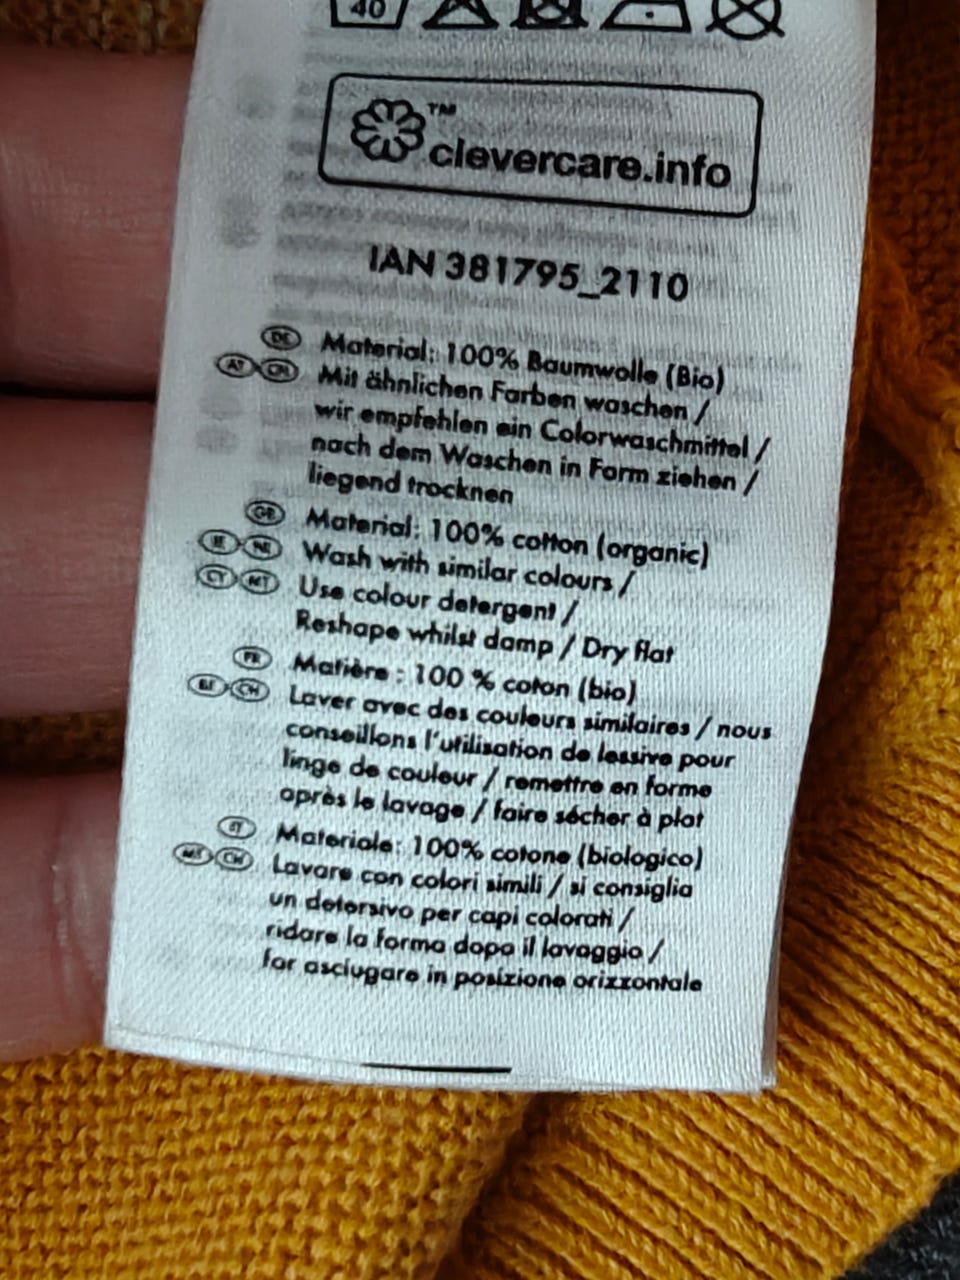 40
™
clevercare.info
IAN 381795_2110
DE Material: 100% Baumwolle (Bio)
AT CH Mit ähnlichen Farben waschen /
wir empfehlen ein Colorwaschmittel /
nach dem Waschen in Form ziehen /
liegend trocknen
GB Material: 100% cotton (organic)
IE NI Wash with similar colours /
CY MT Use colour detergent /
Reshape whilst damp / Dry flat
FR Matière : 100 % coton (bio)
BE CH Laver avec des couleurs similaires / nous
conseillons l'utilisation de lessive pour
linge de couleur / remettre en forme
après le lavage / faire sécher à plat
IT Materiale: 100% cotone (biologico)
MT CH Lavare con colori simili / si consiglia
un detersivo per capi colorati /
ridare la forma dopo il lavaggio /
far asciugare in posizione orizzontale